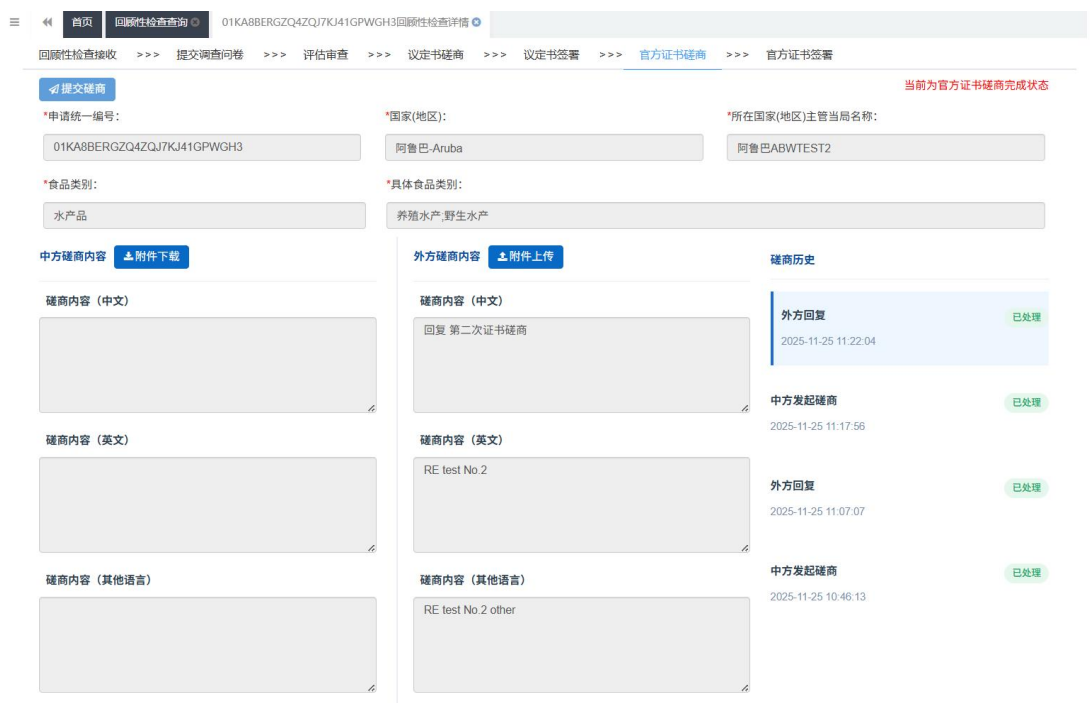 首页 回顾性检查查询 01KA8BERGZQ4ZQJ7KJ41GPWGH3回顾性检查详情
回顾性检查接收 >>> 提交调查问卷 >>> 评估审查 >>> 议定书磋商 >>> 议定书签署 >>> 官方证书磋商 >>> 官方证书签署
提交磋商 当前为官方证书磋商完成状态
*申请统一编号: *国家(地区): *所在国家(地区)主管当局名称:
01KA8BERGZQ4ZQJ7KJ41GPWGH3 阿鲁巴-Aruba 阿鲁巴ABWTEST2
*食品类别: *具体食品类别:
水产品 养殖水产;野生水产
中方磋商内容 附件下载 外方磋商内容 附件上传 磋商历史
磋商内容（中文） 磋商内容（中文）
回复 第二次证书磋商
外方回复 已处理
2025-11-25 11:22:04
中方发起磋商 已处理
2025-11-25 11:17:56
磋商内容（英文） 磋商内容（英文）
RE test No.2
外方回复 已处理
2025-11-25 11:07:07
磋商内容（其他语言） 磋商内容（其他语言）
RE test No.2 other
中方发起磋商 已处理
2025-11-25 10:46:13